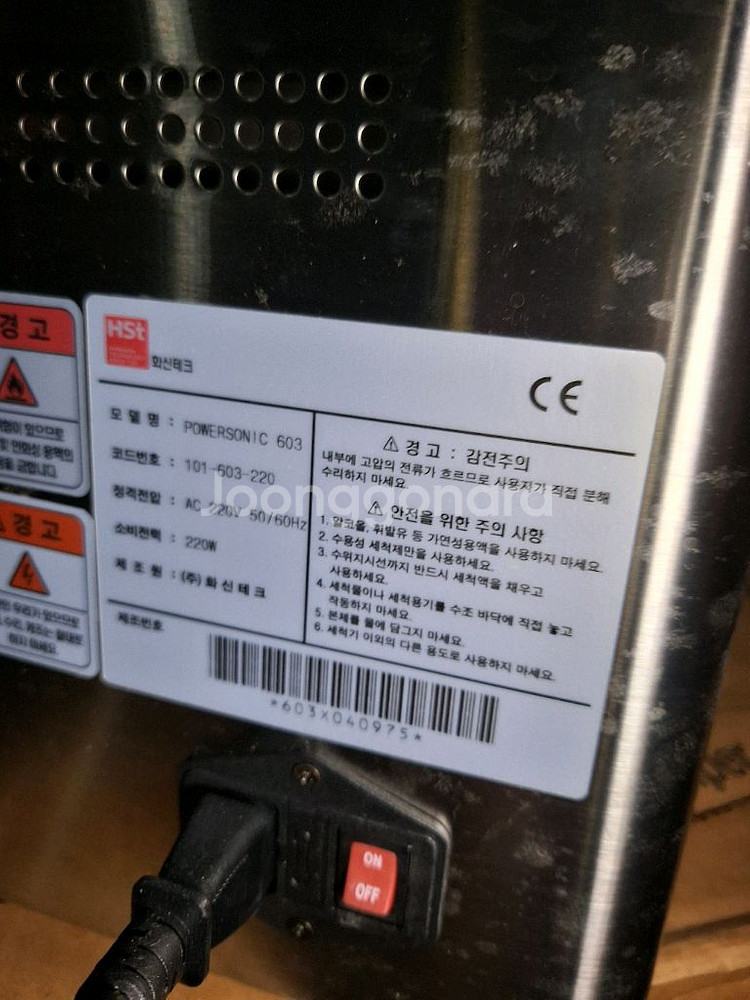 경고
HSt
화신테크
CE
모 델 명 : POWERSONIC 603
코드번호 : 101-603-220
정격전압 : AC 220V 50/60Hz
소비전력 : 220W
제 조 원 : (주) 화 신 테 크
⚠ 경 고 : 감전주의
내부에 고압의 전류가 흐르므로 사용자가 직접 분해
수리하지 마세요.
⚠ 안전을 위한 주의 사항
1. 알코올, 휘발유 등 가연성용액을 사용하지 마세요.
2. 수용성 세척제만을 사용하세요.
3. 수위지시선까지 반드시 세척액을 채우고
사용하세요.
4. 세척물이나 세척용기를 수조 바닥에 직접 놓고
작동하지 마세요.
5. 본체를 물에 담그지 마세요.
6. 세척기 이외의 다른 용도로 사용하지 마세요.
제조번호
*603X040975*
경고
ON
OFF
Joonggonara